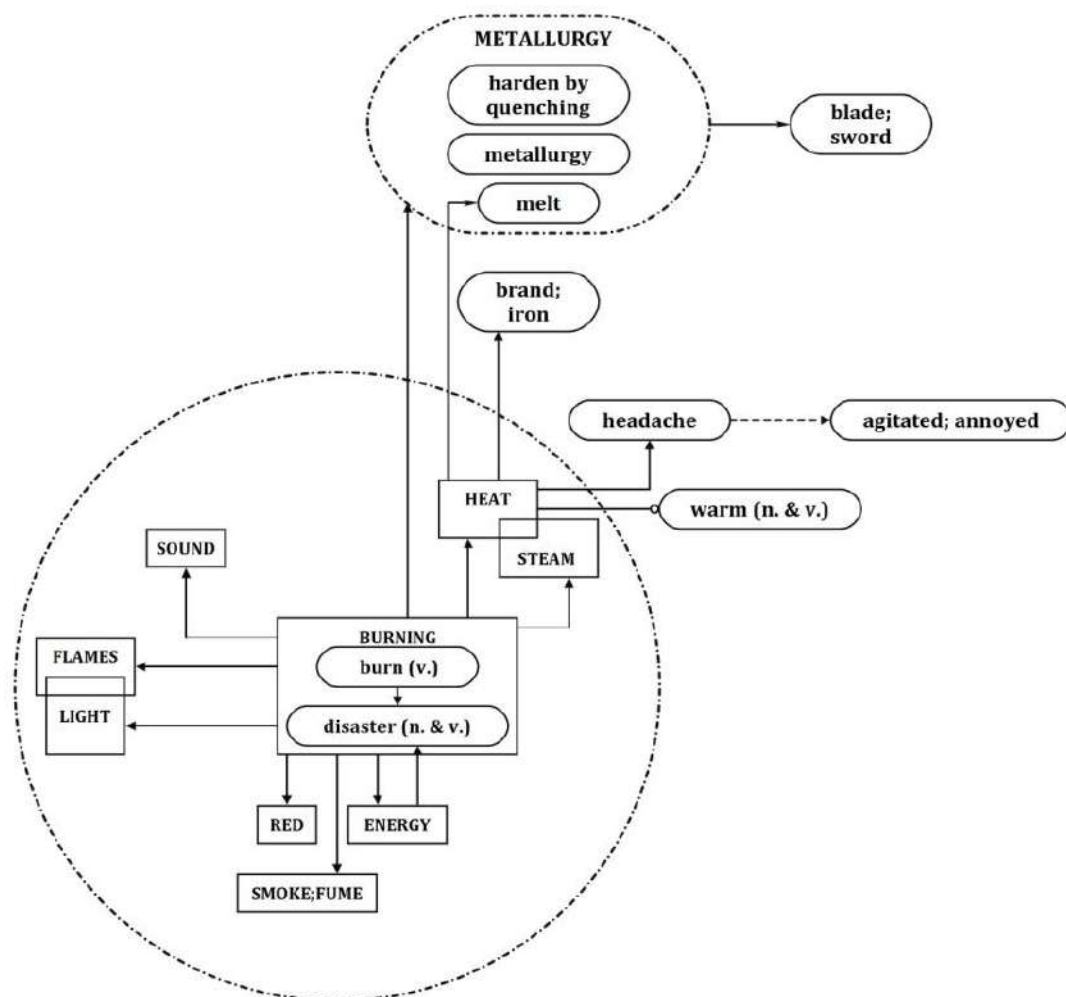 METALLURGY
harden by
quenching
metallurgy
melt
blade;
sword
brand;
iron
headache
agitated; annoyed
HEAT
warm (n. & v.)
STEAM
SOUND
BURNING
burn (v.)
FLAMES
LIGHT
disaster (n. & v.)
RED
ENERGY
SMOKE;FUME